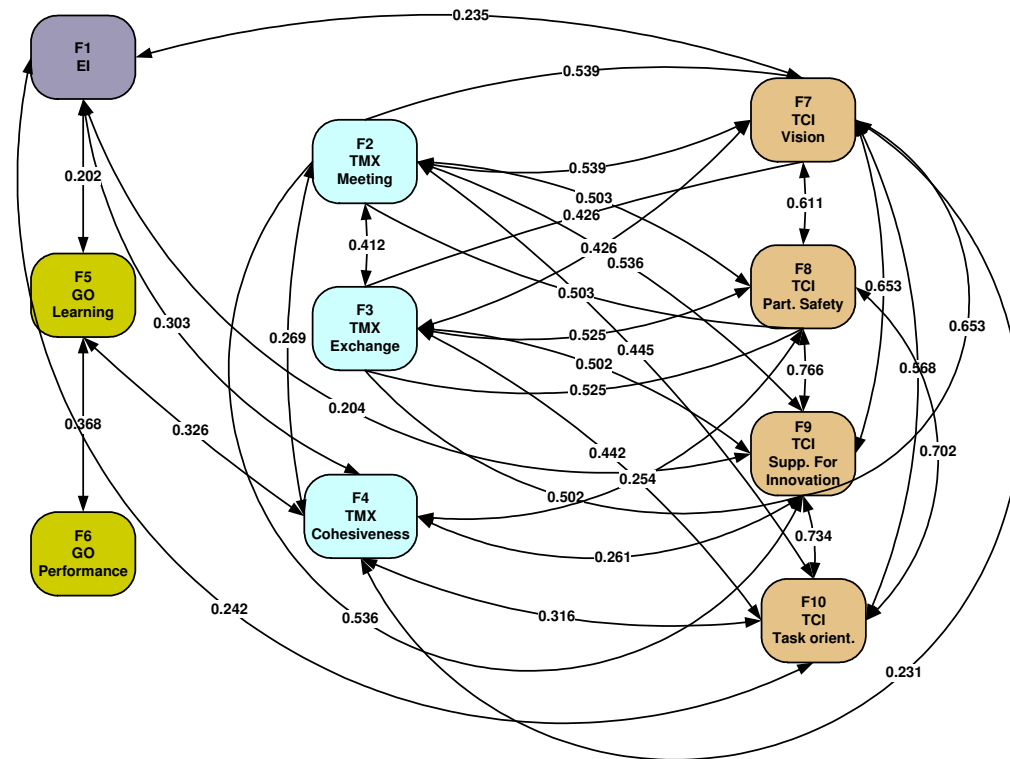 0.235
F1
EI
0.539
F7
TCI
Vision
F2
TMX
Meeting
0.539
0.202
0.503
0.611
0.426
0.412
0.426
0.536
F5
GO
Learning
F8
TCI
Part. Safety
0.653
0.503
F3
TMX
Exchange
0.303
0.525
0.653
0.269
0.445
0.502
0.766
0.568
0.525
0.204
0.368
0.326
F9
TCI
Supp. For
Innovation
0.442
0.702
0.254
0.502
F4
TMX
Cohesiveness
0.734
F6
GO
Performance
0.261
0.242
0.536
0.316
F10
TCI
Task orient.
0.231